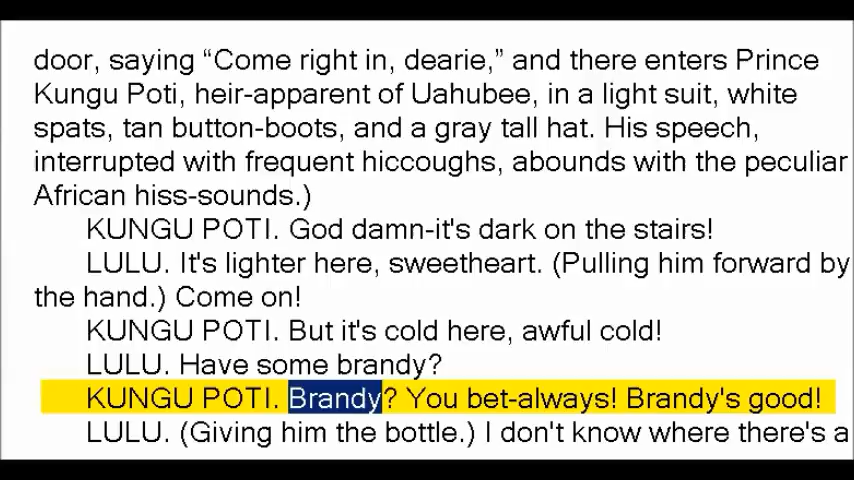 door, saying “Come right in, dearie,” and there enters Prince
Kungu Poti, heir-apparent of Uahubee, in a light suit, white
spats, tan button-boots, and a gray tall hat. His speech,
interrupted with frequent hiccoughs, abounds with the peculiar
African hiss-sounds.)
KUNGU POTI. God damn-it's dark on the stairs!
LULU. It's lighter here, sweetheart. (Pulling him forward by
the hand.) Come on!
KUNGU POTI. But it's cold here, awful cold!
LULU. Have some brandy?
KUNGU POTI. Brandy? You bet-always! Brandy's good!
LULU. (Giving him the bottle.) I don't know where there's a